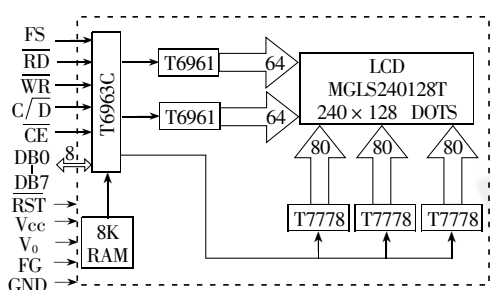 FS
RD
WR
C/D
CE
DB0
8
DB7
RST
Vcc
V₀
FG
GND
T6963C
8K
RAM
T6961
64
T6961
64
LCD
MGLS240128T
240 × 128 DOTS
80
80
80
T7778
T7778
T7778